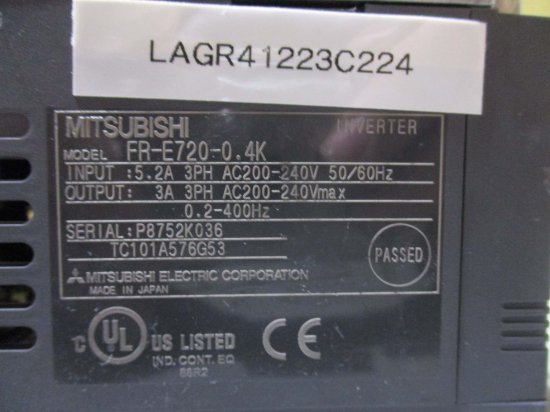 LAGR41223C224
MITSUBISHI INVERTER
MODEL FR-E720-0.4K
INPUT :5.2A 3PH AC200-240V 50/60Hz
OUTPUT: 3A 3PH AC200-240Vmax
0.2-400Hz
SERIAL:P8752K036
TC101A576G53
PASSED
MITSUBISHI ELECTRIC CORPORATION
MADE IN JAPAN
C UL US LISTED CE
IND. CONT. EQ
66R2